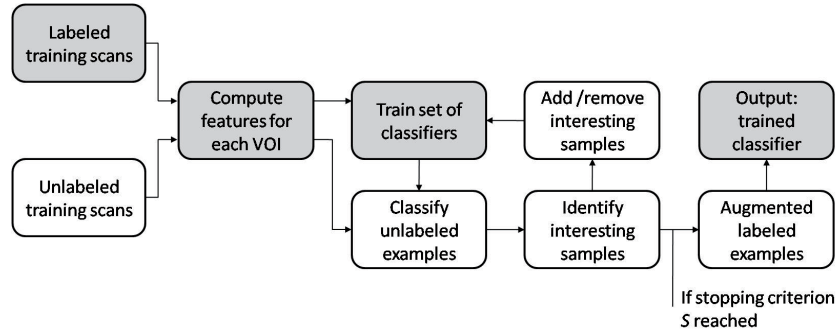 Labeled
training scans
Unlabeled
training scans
Compute
features for
each VOI
Train set of
classifiers
Classify
unlabeled
examples
Add /remove
interesting
samples
Identify
interesting
samples
Output:
trained
classifier
Augmented
labeled
examples
If stopping criterion
S reached